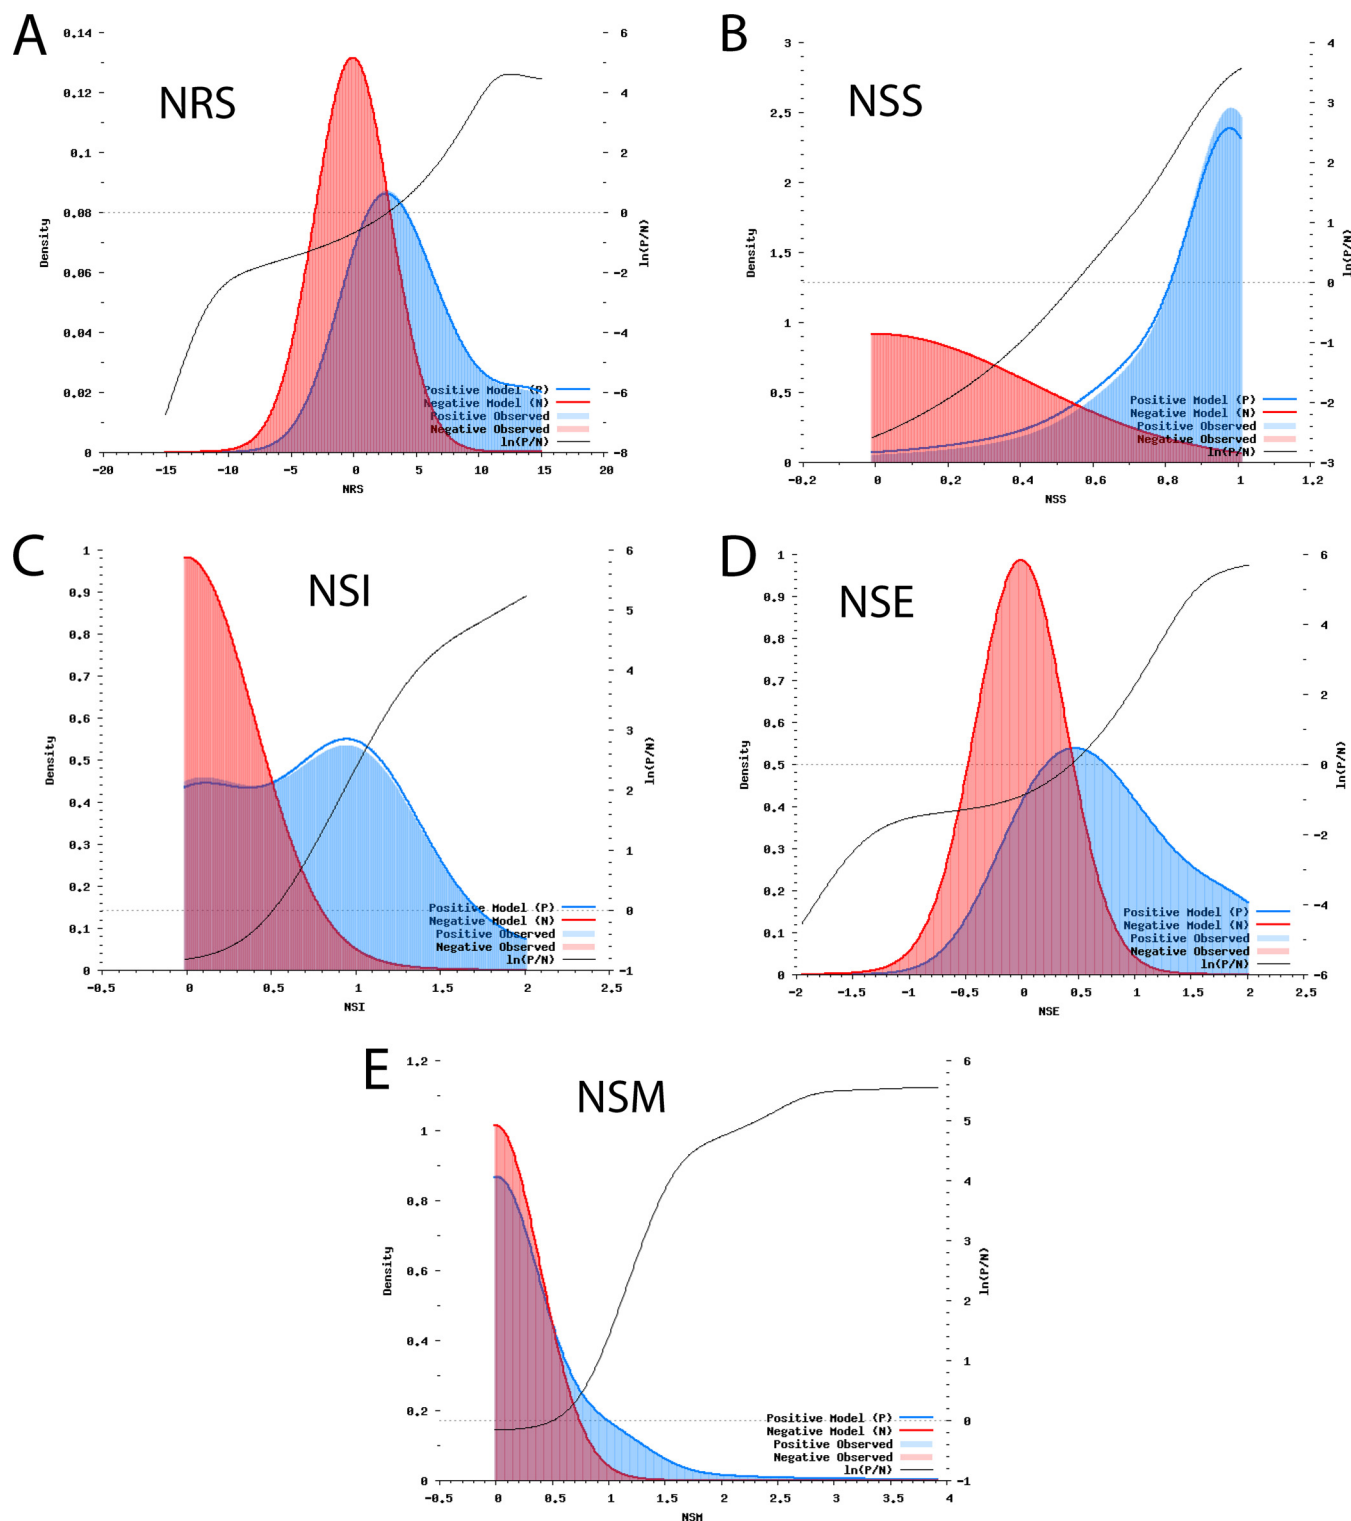 A
NRS
0.14
0.12
0.1
0.08
0.06
0.04
0.02
0
Density
6
4
2
0
-2
-4
-6
-8
ln(P/N)
Positive Model (P)
Negative Model (N)
Positive Observed
Negative Observed
ln(P/N)
-20 -15 -10 -5 0 5 10 15 20
NRS
B
NSS
3
2.5
2
1.5
1
0.5
0
Density
4
3
2
1
0
-1
-2
-3
ln(P/N)
Positive Model (P)
Negative Model (N)
Positive Observed
Negative Observed
ln(P/N)
-0.2 0 0.2 0.4 0.6 0.8 1 1.2
NSS
C
NSI
1
0.9
0.8
0.7
0.6
0.5
0.4
0.3
0.2
0.1
0
Density
6
5
4
3
2
1
0
-1
ln(P/N)
Positive Model (P)
Negative Model (N)
Positive Observed
Negative Observed
ln(P/N)
-0.5 0 0.5 1 1.5 2 2.5
NSI
D
NSE
1
0.9
0.8
0.7
0.6
0.5
0.4
0.3
0.2
0.1
0
Density
6
4
2
0
-2
-4
-6
ln(P/N)
Positive Model (P)
Negative Model (N)
Positive Observed
Negative Observed
ln(P/N)
-2 -1.5 -1 -0.5 0 0.5 1 1.5 2 2.5
NSE
E
NSM
1.2
1
0.8
0.6
0.4
0.2
0
Density
6
5
4
3
2
1
0
-1
ln(P/N)
Positive Model (P)
Negative Model (N)
Positive Observed
Negative Observed
ln(P/N)
-0.5 0 0.5 1 1.5 2 2.5 3 3.5 4
NSM